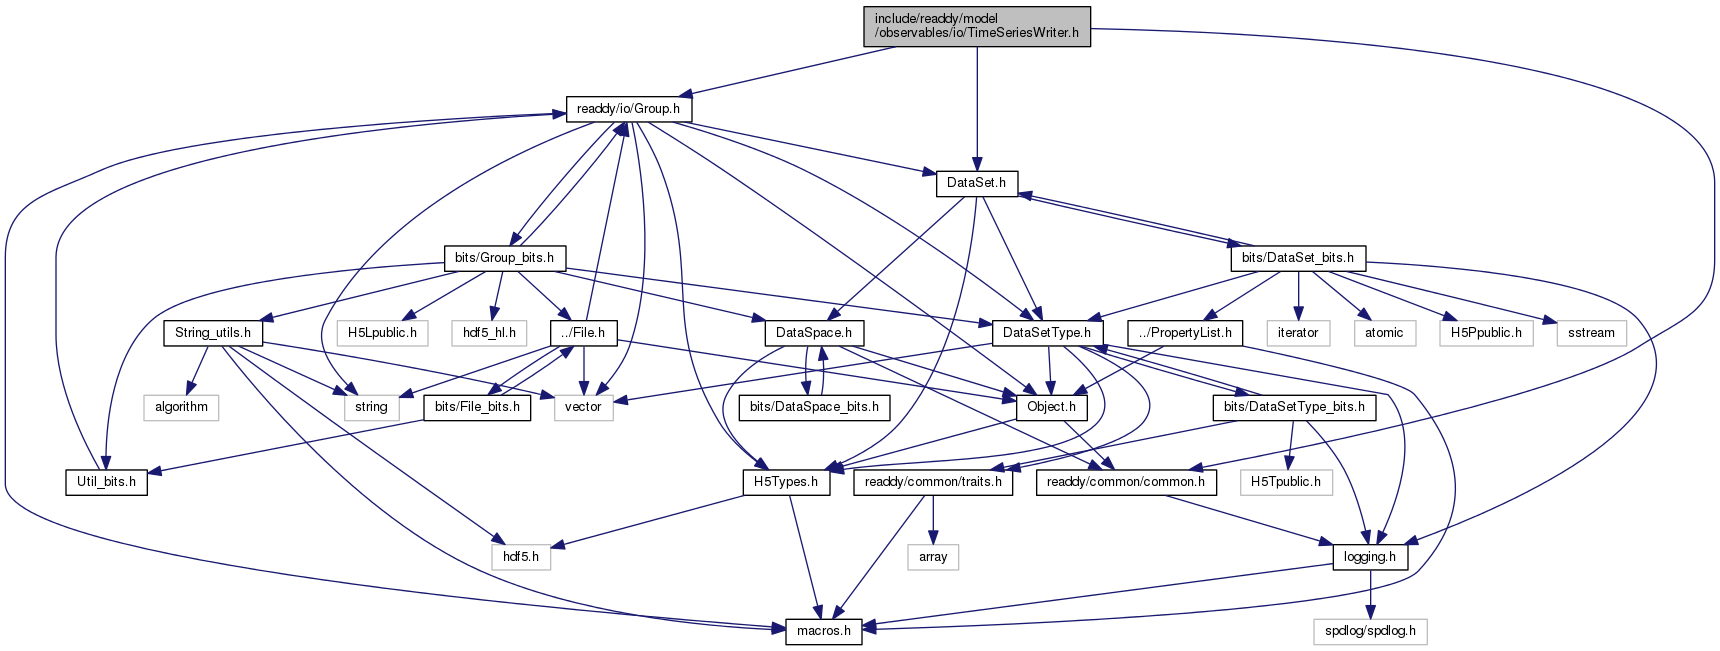 include/readdy/model
/observables/io/TimeSeriesWriter.h
readdy/io/Group.h
DataSet.h
bits/Group_bits.h
bits/DataSet_bits.h
String_utils.h
H5Lpublic.h
hdf5_hl.h
../File.h
DataSpace.h
DataSetType.h
../PropertyList.h
iterator
atomic
H5Ppublic.h
sstream
algorithm
string
bits/File_bits.h
vector
bits/DataSpace_bits.h
Object.h
bits/DataSetType_bits.h
Util_bits.h
H5Types.h
readdy/common/traits.h
readdy/common/common.h
H5Tpublic.h
hdf5.h
array
logging.h
macros.h
spdlog/spdlog.h